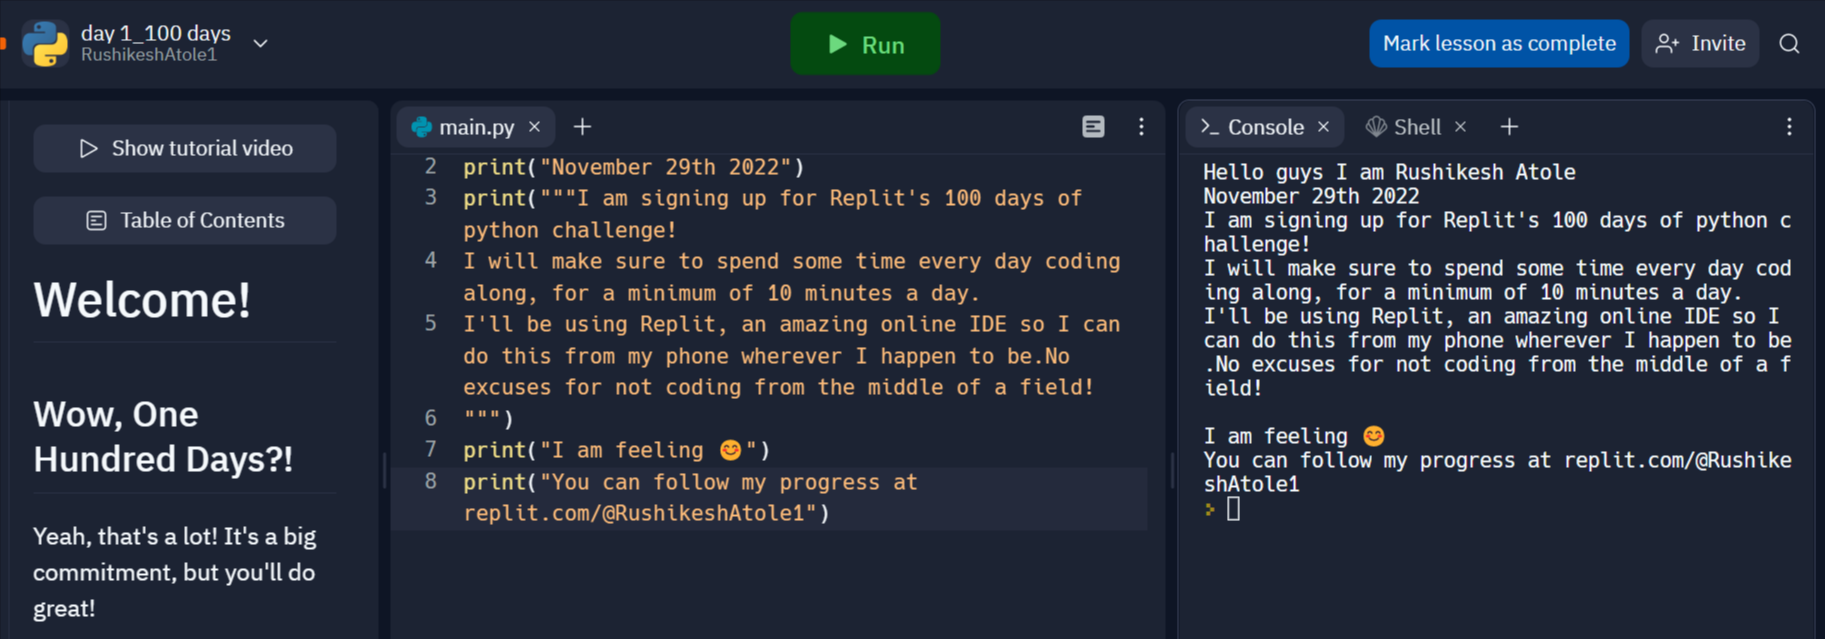 day 1_100 days
RushikeshAtole1
Run
Mark lesson as complete
Invite
Show tutorial video
Table of Contents
Welcome!
Wow, One
Hundred Days?!
Yeah, that's a lot! It's a big
commitment, but you'll do
great!
main.py
2 print("November 29th 2022")
3 print("""I am signing up for Replit's 100 days of
python challenge!
4 I will make sure to spend some time every day coding
along, for a minimum of 10 minutes a day.
5 I'll be using Replit, an amazing online IDE so I can
do this from my phone wherever I happen to be.No
excuses for not coding from the middle of a field!
6 """)
7 print("I am feeling 😊")
8 print("You can follow my progress at
replit.com/@RushikeshAtole1")
Console
Shell
Hello guys I am Rushikesh Atole
November 29th 2022
I am signing up for Replit's 100 days of python c
hallenge!
I will make sure to spend some time every day cod
ing along, for a minimum of 10 minutes a day.
I'll be using Replit, an amazing online IDE so I
can do this from my phone wherever I happen to be
.No excuses for not coding from the middle of a f
ield!
I am feeling 😊
You can follow my progress at replit.com/@Rushike
shAtole1